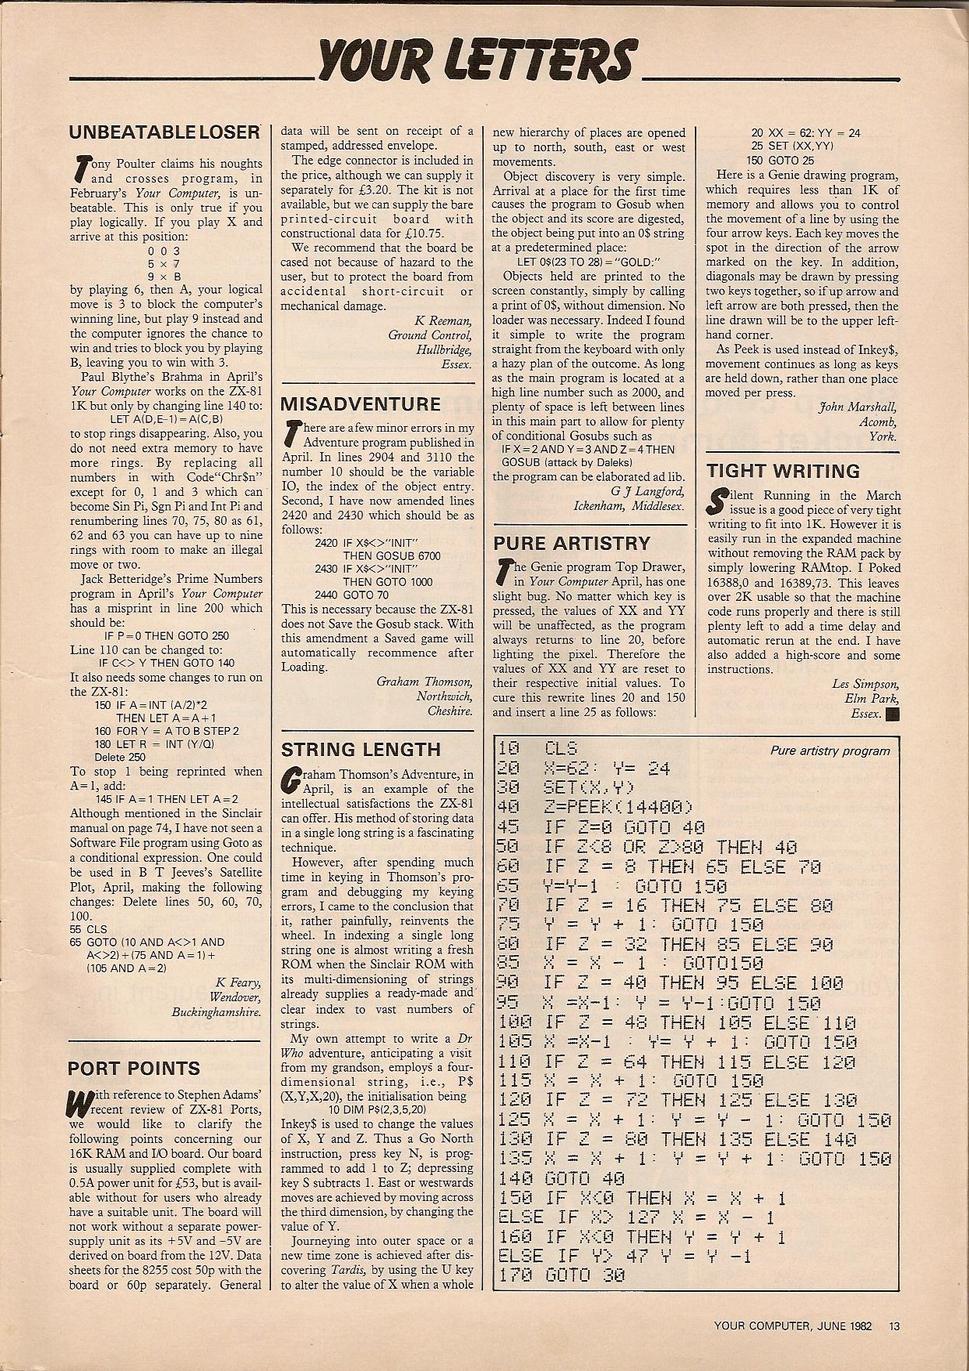 YOUR LETTERS
UNBEATABLE LOSER
Tony Poulter claims his noughts
and crosses program, in
February's Your Computer, is un-
beatable. This is only true if you
play logically. If you play X and
arrive at this position:
0 0 3
5 × 7
9 × B
by playing 6, then A, your logical
move is 3 to block the computer's
winning line, but play 9 instead and
the computer ignores the chance to
win and tries to block you by playing
B, leaving you to win with 3.
Paul Blythe's Brahma in April's
Your Computer works on the ZX-81
1K but only by changing line 140 to:
LET A(D,E-1)=A(C,B)
to stop rings disappearing. Also, you
do not need extra memory to have
more rings. By replacing all
numbers in with Code"Chr$n"
except for 0, 1 and 3 which can
become Sin Pi, Sgn Pi and Int Pi and
renumbering lines 70, 75, 80 as 61,
62 and 63 you can have up to nine
rings with room to make an illegal
move or two.
Jack Betteridge's Prime Numbers
program in April's Your Computer
has a misprint in line 200 which
should be:
IF P=0 THEN GOTO 250
Line 110 can be changed to:
IF C<> Y THEN GOTO 140
It also needs some changes to run on
the ZX-81:
150 IF A=INT (A/2)*2
THEN LET A=A+1
160 FOR Y = A TO B STEP 2
180 LET R = INT (Y/Q)
Delete 250
To stop 1 being reprinted when
A=1, add:
145 IF A=1 THEN LET A=2
Although mentioned in the Sinclair
manual on page 74, I have not seen a
Software File program using Goto as
a conditional expression. One could
be used in B T Jeeves's Satellite
Plot, April, making the following
changes: Delete lines 50, 60, 70,
100.
55 CLS
65 GOTO (10 AND A<>1 AND
A<>2)+(75 AND A=1)+
(105 AND A=2)
K Feary,
Wendover,
Buckinghamshire.
PORT POINTS
With reference to Stephen Adams'
recent review of ZX-81 Ports,
we would like to clarify the
following points concerning our
16K RAM and I/O board. Our board
is usually supplied complete with
0.5A power unit for £53, but is avail-
able without for users who already
have a suitable unit. The board will
not work without a separate power-
supply unit as its +5V and −5V are
derived on board from the 12V. Data
sheets for the 8255 cost 50p with the
board or 60p separately. General
data will be sent on receipt of a
stamped, addressed envelope.
The edge connector is included in
the price, although we can supply it
separately for £3.20. The kit is not
available, but we can supply the bare
printed-circuit board with
constructional data for £10.75.
We recommend that the board be
cased not because of hazard to the
user, but to protect the board from
accidental short-circuit or
mechanical damage.
K Reeman,
Ground Control,
Hullbridge,
Essex.
MISADVENTURE
There are a few minor errors in my
Adventure program published in
April. In lines 2904 and 3110 the
number 10 should be the variable
IO, the index of the object entry.
Second, I have now amended lines
2420 and 2430 which should be as
follows:
2420 IF X$<>"INIT"
THEN GOSUB 6700
2430 IF X$<>"INIT"
THEN GOTO 1000
2440 GOTO 70
This is necessary because the ZX-81
does not Save the Gosub stack. With
this amendment a Saved game will
automatically recommence after
Loading.
Graham Thomson,
Northwich,
Cheshire.
STRING LENGTH
Graham Thomson's Adventure, in
April, is an example of the
intellectual satisfactions the ZX-81
can offer. His method of storing data
in a single long string is a fascinating
technique.
However, after spending much
time in keying in Thomson's pro-
gram and debugging my keying
errors, I came to the conclusion that
it, rather painfully, reinvents the
wheel. In indexing a single long
string one is almost writing a fresh
ROM when the Sinclair ROM with
its multi-dimensioning of strings
already supplies a ready-made and
clear index to vast numbers of
strings.
My own attempt to write a Dr
Who adventure, anticipating a visit
from my grandson, employs a four-
dimensional string, i.e., P$
(X,Y,X,20), the initialisation being
10 DIM P$(2,3,5,20)
Inkey$ is used to change the values
of X, Y and Z. Thus a Go North
instruction, press key N, is prog-
rammed to add 1 to Z; depressing
key S subtracts 1. East or westwards
moves are achieved by moving across
the third dimension, by changing the
value of Y.
Journeying into outer space or a
new time zone is achieved after dis-
covering Tardis, by using the U key
to alter the value of X when a whole
new hierarchy of places are opened
up to north, south, east or west
movements.
Object discovery is very simple.
Arrival at a place for the first time
causes the program to Gosub when
the object and its score are digested,
the object being put into an 0$ string
at a predetermined place:
LET 0$(23 TO 28)="GOLD:"
Objects held are printed to the
screen constantly, simply by calling
a print of 0$, without dimension. No
loader was necessary. Indeed I found
it simple to write the program
straight from the keyboard with only
a hazy plan of the outcome. As long
as the main program is located at a
high line number such as 2000, and
plenty of space is left between lines
in this main part to allow for plenty
of conditional Gosubs such as
IF X=2 AND Y=3 AND Z=4 THEN
GOSUB (attack by Daleks)
the program can be elaborated ad lib.
G J Langford,
Ickenham, Middlesex.
PURE ARTISTRY
The Genie program Top Drawer,
in Your Computer April, has one
slight bug. No matter which key is
pressed, the values of XX and YY
will be unaffected, as the program
always returns to line 20, before
lighting the pixel. Therefore the
values of XX and YY are reset to
their respective initial values. To
cure this rewrite lines 20 and 150
and insert a line 25 as follows:
20 XX = 62: YY = 24
25 SET (XX,YY)
150 GOTO 25
Here is a Genie drawing program,
which requires less than 1K of
memory and allows you to control
the movement of a line by using the
four arrow keys. Each key moves the
spot in the direction of the arrow
marked on the key. In addition,
diagonals may be drawn by pressing
two keys together, so if up arrow and
left arrow are both pressed, then the
line drawn will be to the upper left-
hand corner.
As Peek is used instead of Inkey$,
movement continues as long as keys
are held down, rather than one place
moved per press.
John Marshall,
Acomb,
York.
TIGHT WRITING
Silent Running in the March
issue is a good piece of very tight
writing to fit into 1K. However it is
easily run in the expanded machine
without removing the RAM pack by
simply lowering RAMtop. I Poked
16388,0 and 16389,73. This leaves
over 2K usable so that the machine
code runs properly and there is still
plenty left to add a time delay and
automatic rerun at the end. I have
also added a high-score and some
instructions.
Les Simpson,
Elm Park,
Essex.
Pure artistry program
10 CLS
20 X=62: Y= 24
30 SET(X,Y)
40 Z=PEEK(14400)
45 IF Z=0 GOTO 40
50 IF Z<8 OR Z>80 THEN 40
60 IF Z = 8 THEN 65 ELSE 70
65 Y=Y-1 : GOTO 150
70 IF Z = 16 THEN 75 ELSE 80
75 Y = Y + 1: GOTO 150
80 IF Z = 32 THEN 85 ELSE 90
85 X = X - 1 : GOTO150
90 IF Z = 40 THEN 95 ELSE 100
95 X =X-1: Y = Y-1:GOTO 150
100 IF Z = 48 THEN 105 ELSE 110
105 X =X-1 : Y= Y + 1: GOTO 150
110 IF Z = 64 THEN 115 ELSE 120
115 X = X + 1: GOTO 150
120 IF Z = 72 THEN 125 ELSE 130
125 X = X + 1: Y = Y - 1: GOTO 150
130 IF Z = 80 THEN 135 ELSE 140
135 X = X + 1: Y = Y + 1: GOTO 150
140 GOTO 40
150 IF X<0 THEN X = X + 1
ELSE IF X> 127 X = X - 1
160 IF X<0 THEN Y = Y + 1
ELSE IF Y> 47 Y = Y -1
170 GOTO 30
YOUR COMPUTER, JUNE 1982 13